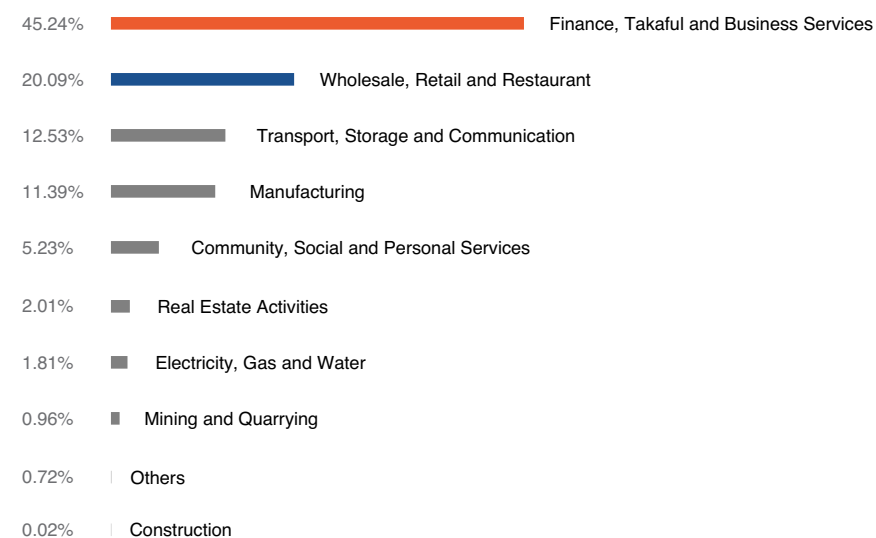 45.24% Finance, Takaful and Business Services
20.09% Wholesale, Retail and Restaurant
12.53% Transport, Storage and Communication
11.39% Manufacturing
5.23% Community, Social and Personal Services
2.01% Real Estate Activities
1.81% Electricity, Gas and Water
0.96% Mining and Quarrying
0.72% Others
0.02% Construction